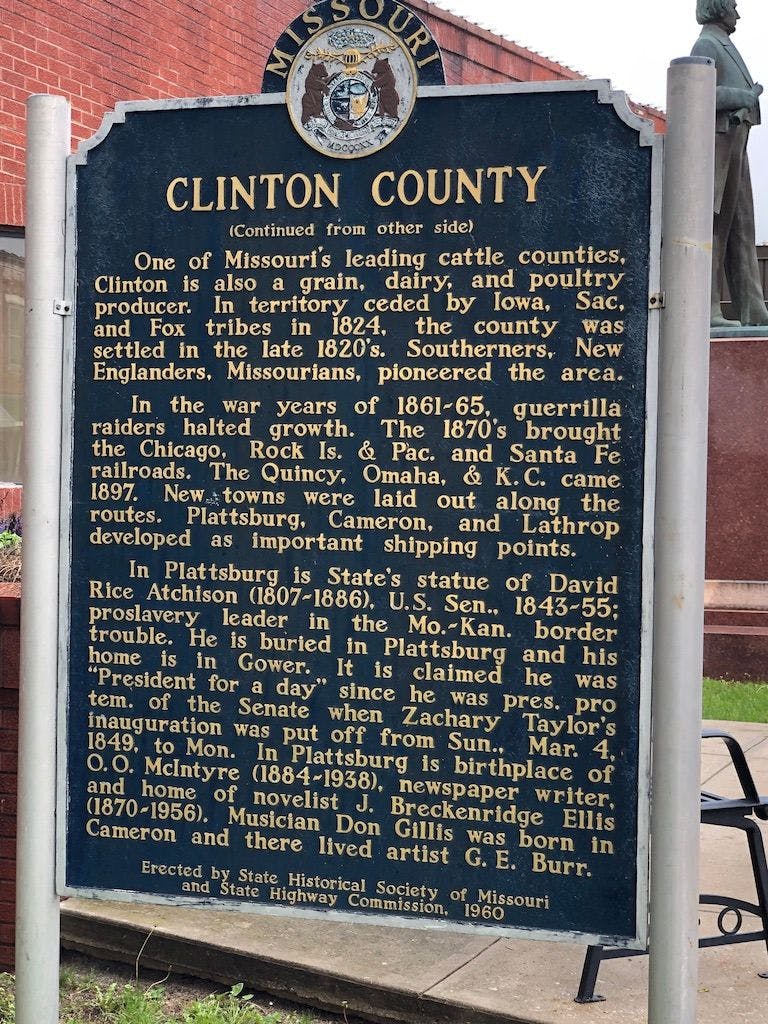 MISSOURI
MDCCCXX
CLINTON COUNTY
(Continued from other side)
One of Missouri's leading cattle counties,
Clinton is also a grain, dairy, and poultry
producer. In territory ceded by Iowa, Sac,
and Fox tribes in 1824, the county was
settled in the late 1820's. Southerners, New
Englanders, Missourians, pioneered the area.
In the war years of 1861-65, guerrilla
raiders halted growth. The 1870's brought
the Chicago, Rock Is. & Pac. and Santa Fe
railroads. The Quincy, Omaha, & K.C. came
1897. New towns were laid out along the
routes. Plattsburg, Cameron, and Lathrop
developed as important shipping points.
In Plattsburg is State's statue of David
Rice Atchison (1807-1886), U.S. Sen., 1843-55;
proslavery leader in the Mo.-Kan. border
trouble. He is buried in Plattsburg and his
home is in Gower. It is claimed he was
"President for a day" since he was pres. pro
tem. of the Senate when Zachary Taylor's
inauguration was put off from Sun., Mar. 4,
1849, to Mon. In Plattsburg is birthplace of
O.O. McIntyre (1884-1938), newspaper writer,
and home of novelist J. Breckenridge Ellis
(1870-1956). Musician Don Gillis was born in
Cameron and there lived artist G. E. Burr.
Erected by State Historical Society of Missouri
and State Highway Commission, 1960